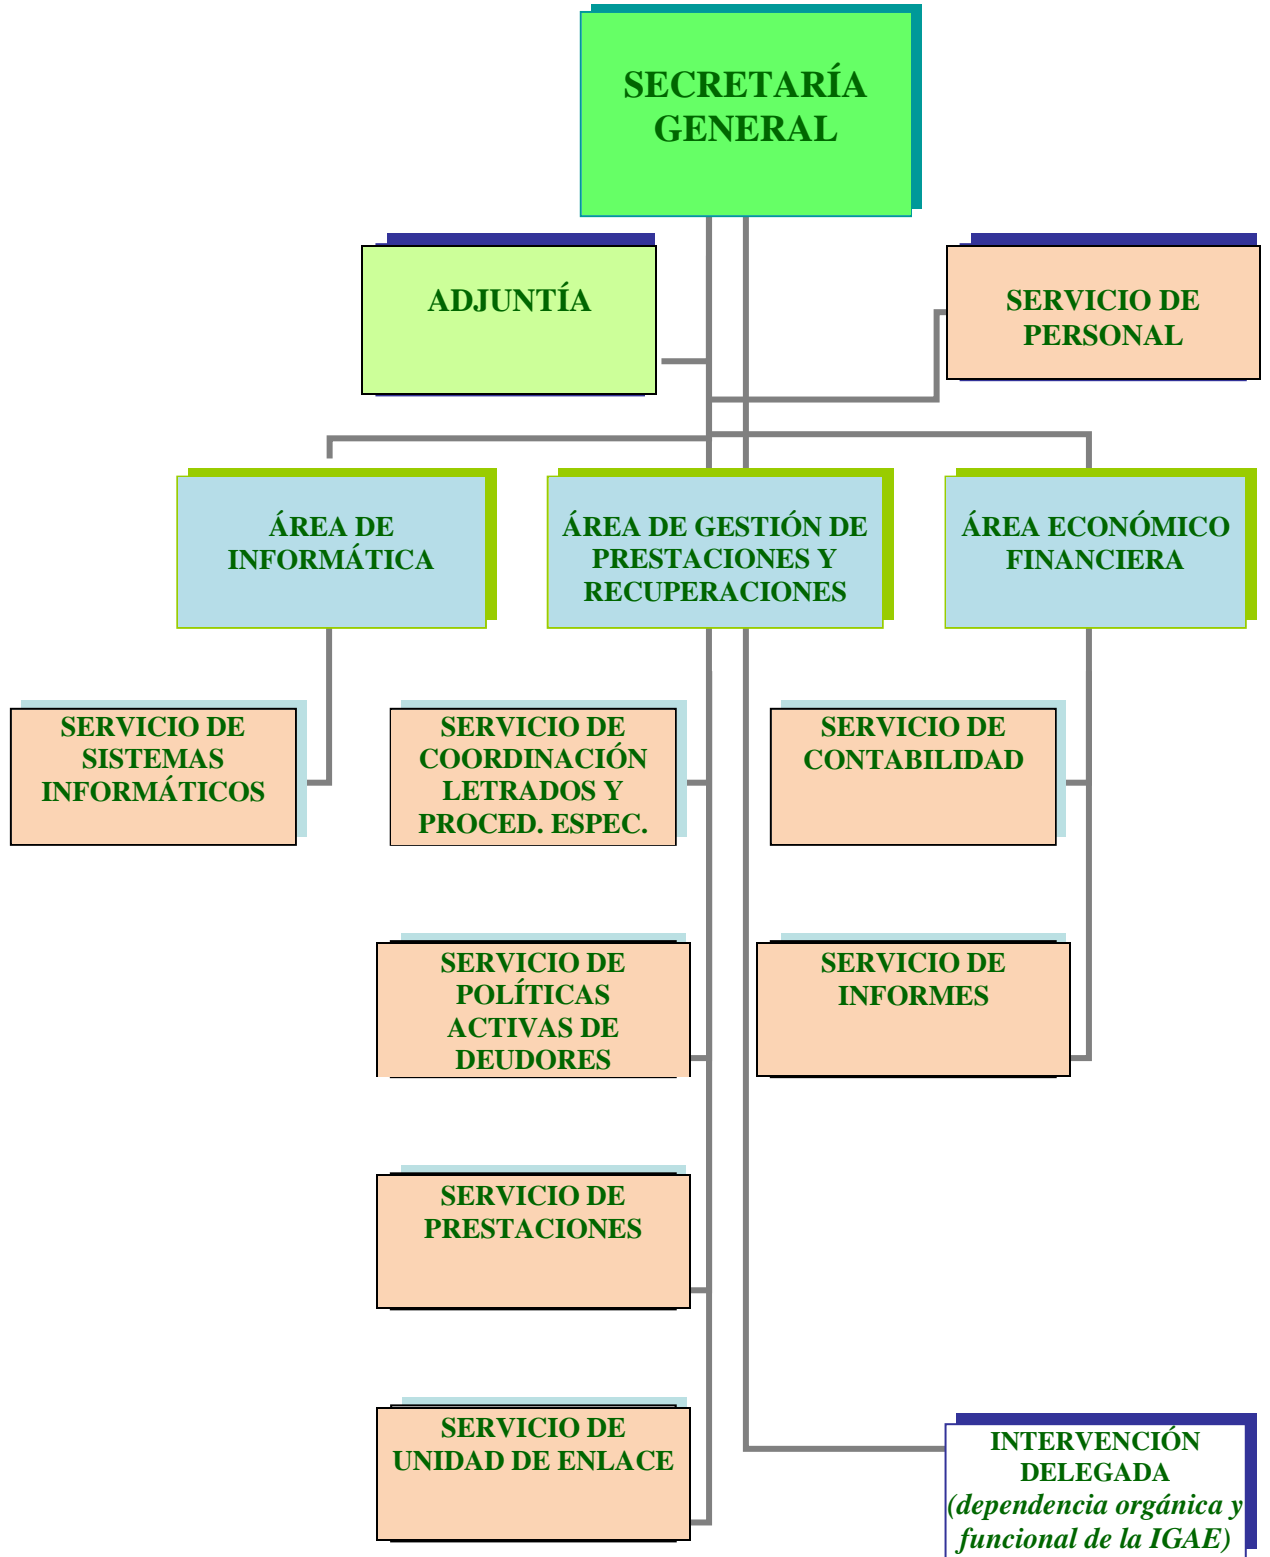 SECRETARÍA
GENERAL
ADJUNTÍA
SERVICIO DE
PERSONAL
ÁREA DE
INFORMÁTICA
ÁREA DE GESTIÓN DE
PRESTACIONES Y
RECUPERACIONES
ÁREA ECONÓMICO
FINANCIERA
SERVICIO DE
SISTEMAS
INFORMÁTICOS
SERVICIO DE
COORDINACIÓN
LETRADOS Y
PROCED. ESPEC.
SERVICIO DE
CONTABILIDAD
SERVICIO DE
POLÍTICAS
ACTIVAS DE
DEUDORES
SERVICIO DE
INFORMES
SERVICIO DE
PRESTACIONES
SERVICIO DE
UNIDAD DE ENLACE
INTERVENCIÓN
DELEGADA
(dependencia orgánica y
funcional de la IGAE)